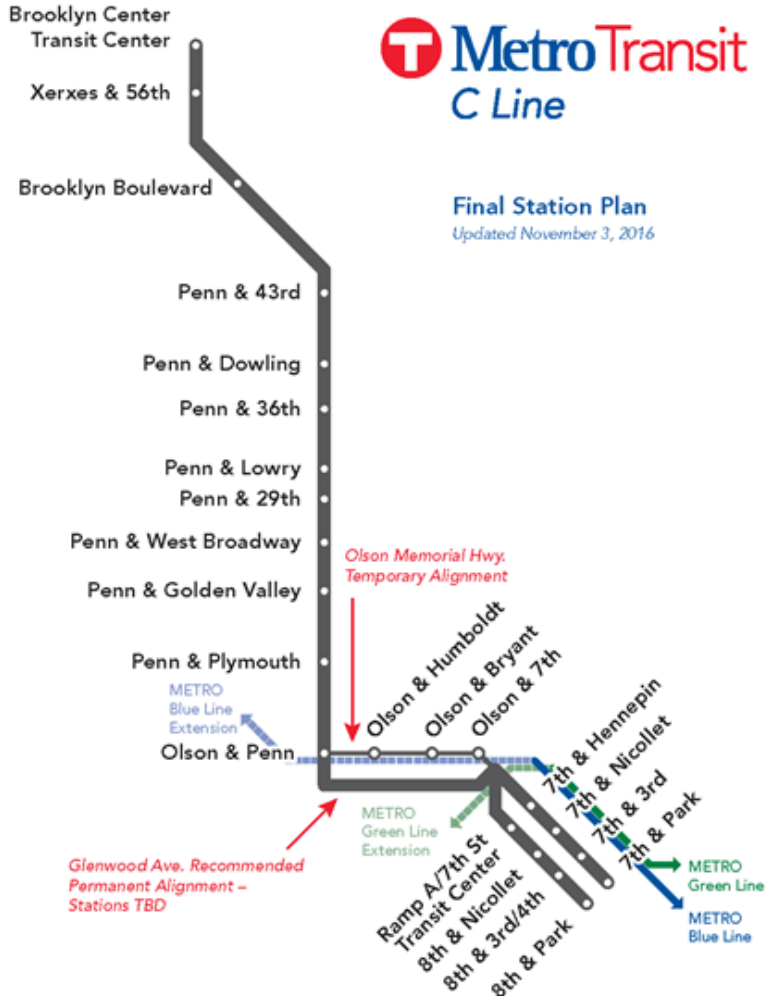 Brooklyn Center
Transit Center
T MetroTransit
C Line
Xerxes & 56th
Brooklyn Boulevard
Final Station Plan
Updated November 3, 2016
Penn & 43rd
Penn & Dowling
Penn & 36th
Penn & Lowry
Penn & 29th
Penn & West Broadway
Olson Memorial Hwy.
Temporary Alignment
Penn & Golden Valley
Penn & Plymouth
Olson & Humboldt
Olson & Bryant
Olson & 7th
METRO
Blue Line
Extension
Olson & Penn
7th & Hennepin
7th & Nicollet
7th & 3rd
7th & Park
METRO
Green Line
Extension
Glenwood Ave. Recommended
Permanent Alignment –
Stations TBD
Ramp A/7th St
Transit Center
8th & Nicollet
8th & 3rd/4th
8th & Park
METRO
Green Line
METRO
Blue Line